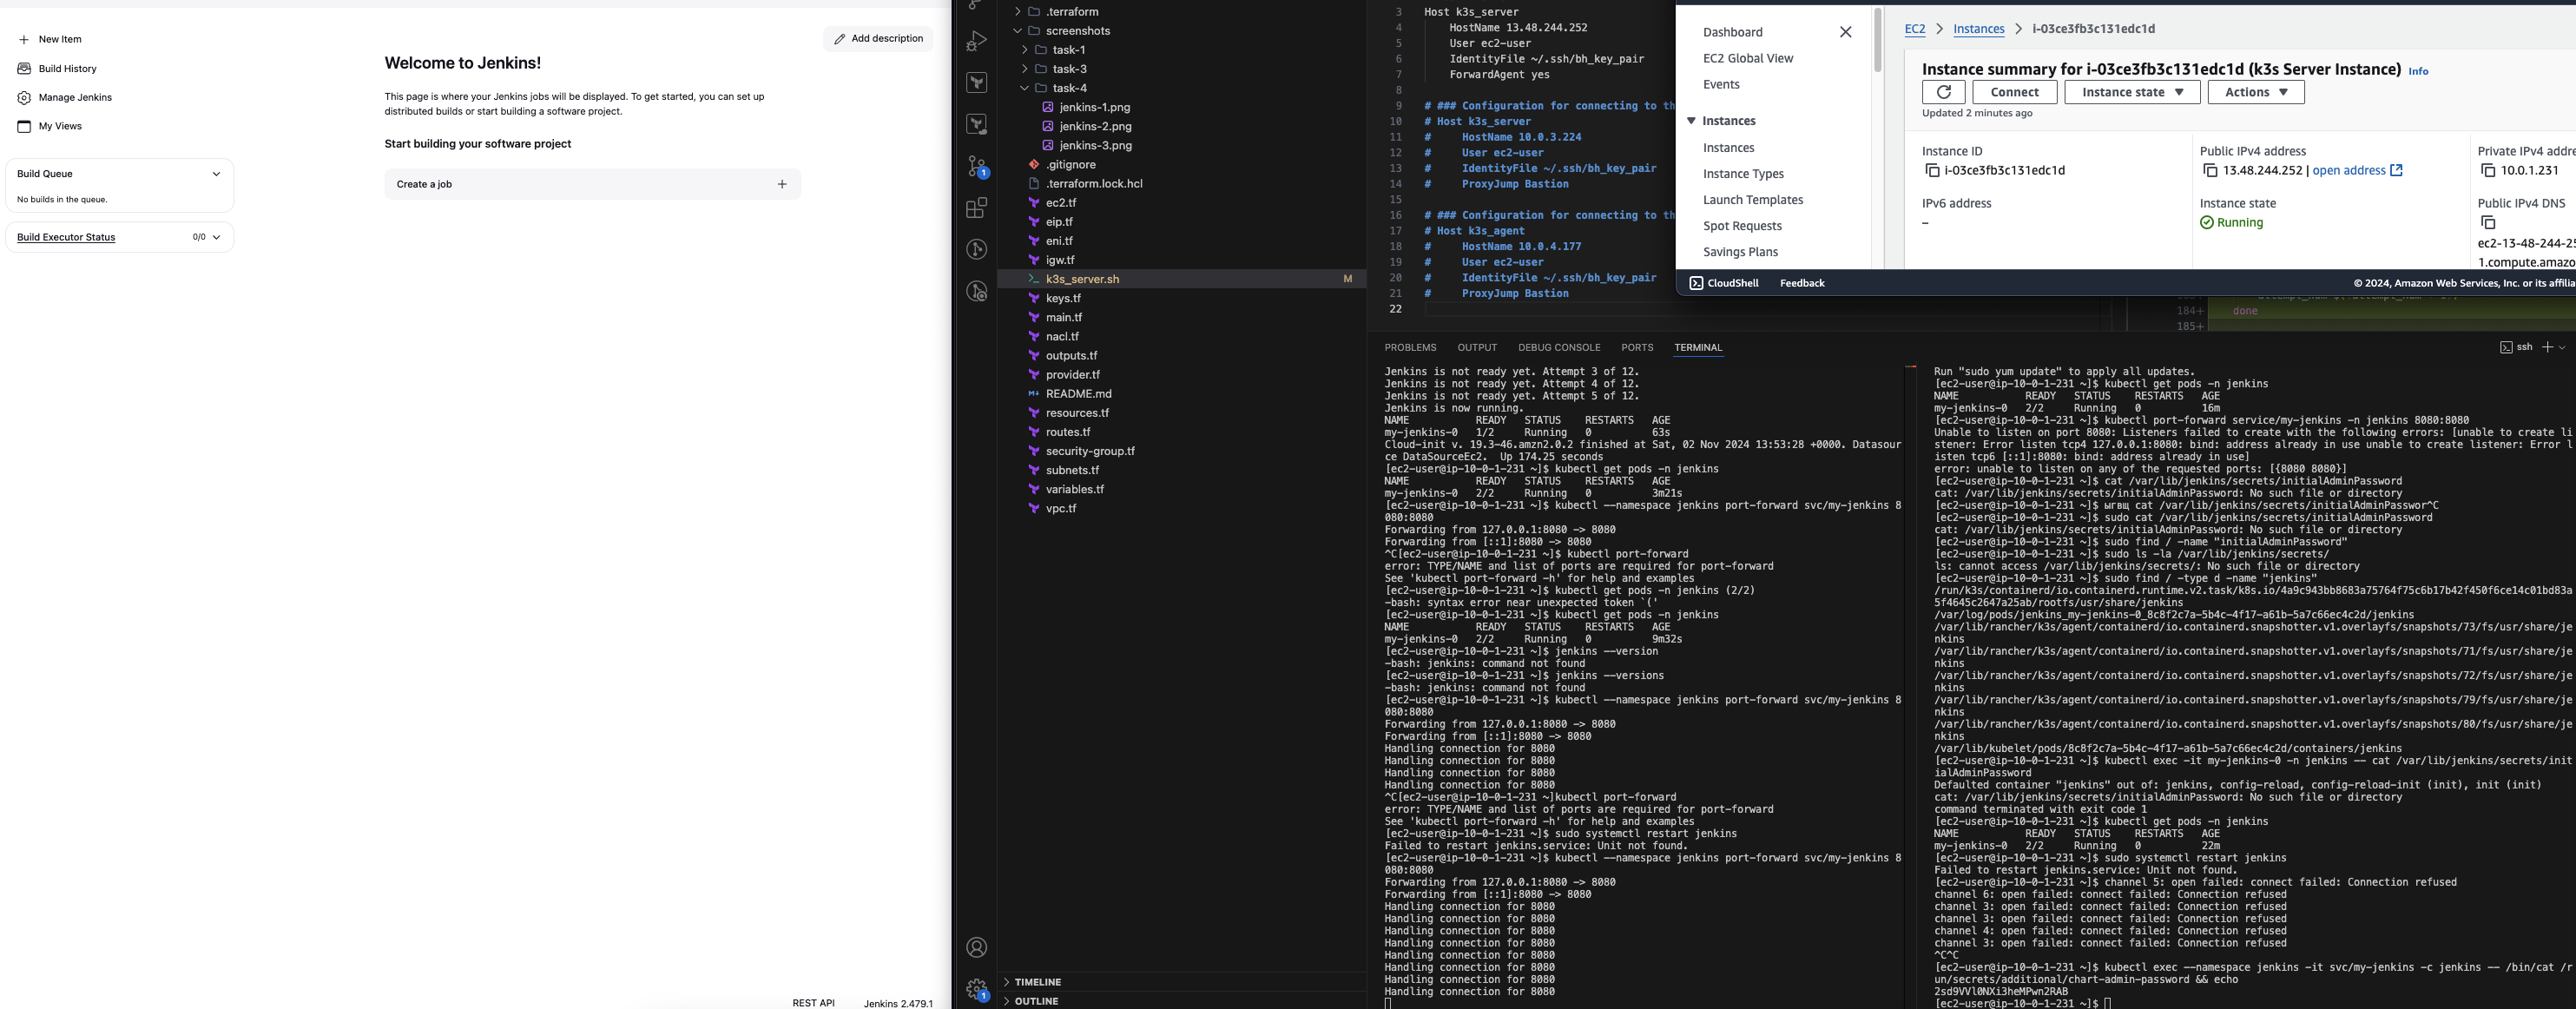 New Item
Build History
Manage Jenkins
My Views
Build Queue
No builds in the queue.
Build Executor Status
0/0
Add description
Welcome to Jenkins!
This page is where your Jenkins jobs will be displayed. To get started, you can set up
distributed builds or start building a software project.
Start building your software project
Create a job
REST API
Jenkins 2.479.1
.terraform
screenshots
task-1
task-3
task-4
jenkins-1.png
jenkins-2.png
jenkins-3.png
.gitignore
.terraform.lock.hcl
ec2.tf
eip.tf
eni.tf
igw.tf
k3s_server.sh
M
keys.tf
main.tf
nacl.tf
outputs.tf
provider.tf
README.md
resources.tf
routes.tf
security-group.tf
subnets.tf
variables.tf
vpc.tf
TIMELINE
OUTLINE
1
1
3 Host k3s_server
4 HostName 13.48.244.252
5 User ec2-user
6 IdentityFile ~/.ssh/bh_key_pair
7 ForwardAgent yes
8
9 # ### Configuration for connecting to th
10 # Host k3s_server
11 # HostName 10.0.3.224
12 # User ec2-user
13 # IdentityFile ~/.ssh/bh_key_pair
14 # ProxyJump Bastion
15
16 # ### Configuration for connecting to th
17 # Host k3s_agent
18 # HostName 10.0.4.177
19 # User ec2-user
20 # IdentityFile ~/.ssh/bh_key_pair
21 # ProxyJump Bastion
22
Dashboard
EC2 Global View
Events
Instances
Instances
Instance Types
Launch Templates
Spot Requests
Savings Plans
CloudShell
Feedback
© 2024, Amazon Web Services, Inc. or its affilia
EC2 > Instances > i-03ce3fb3c131edc1d
Instance summary for i-03ce3fb3c131edc1d (k3s Server Instance) Info
Connect
Instance state
Actions
Updated 2 minutes ago
Instance ID
i-03ce3fb3c131edc1d
IPv6 address
–
Public IPv4 address
13.48.244.252 | open address
Instance state
Running
Private IPv4 addre
10.0.1.231
Public IPv4 DNS
ec2-13-48-244-25
1.compute.amazo
184+ done
185+
PROBLEMS OUTPUT DEBUG CONSOLE PORTS TERMINAL
ssh
Jenkins is not ready yet. Attempt 3 of 12.
Jenkins is not ready yet. Attempt 4 of 12.
Jenkins is not ready yet. Attempt 5 of 12.
Jenkins is now running.
NAME READY STATUS RESTARTS AGE
my-jenkins-0 1/2 Running 0 63s
Cloud-init v. 19.3-46.amzn2.0.2 finished at Sat, 02 Nov 2024 13:53:28 +0000. Datasour
ce DataSourceEc2. Up 174.25 seconds
[ec2-user@ip-10-0-1-231 ~]$ kubectl get pods -n jenkins
NAME READY STATUS RESTARTS AGE
my-jenkins-0 2/2 Running 0 3m21s
[ec2-user@ip-10-0-1-231 ~]$ kubectl --namespace jenkins port-forward svc/my-jenkins 8
080:8080
Forwarding from 127.0.0.1:8080 -> 8080
Forwarding from [::1]:8080 -> 8080
^C[ec2-user@ip-10-0-1-231 ~]$ kubectl port-forward
error: TYPE/NAME and list of ports are required for port-forward
See 'kubectl port-forward -h' for help and examples
[ec2-user@ip-10-0-1-231 ~]$ kubectl get pods -n jenkins (2/2)
-bash: syntax error near unexpected token `('
[ec2-user@ip-10-0-1-231 ~]$ kubectl get pods -n jenkins
NAME READY STATUS RESTARTS AGE
my-jenkins-0 2/2 Running 0 9m32s
[ec2-user@ip-10-0-1-231 ~]$ jenkins --version
-bash: jenkins: command not found
[ec2-user@ip-10-0-1-231 ~]$ jenkins --versions
-bash: jenkins: command not found
[ec2-user@ip-10-0-1-231 ~]$ kubectl --namespace jenkins port-forward svc/my-jenkins 8
080:8080
Forwarding from 127.0.0.1:8080 -> 8080
Forwarding from [::1]:8080 -> 8080
Handling connection for 8080
Handling connection for 8080
Handling connection for 8080
Handling connection for 8080
^C[ec2-user@ip-10-0-1-231 ~]kubectl port-forward
error: TYPE/NAME and list of ports are required for port-forward
See 'kubectl port-forward -h' for help and examples
[ec2-user@ip-10-0-1-231 ~]$ sudo systemctl restart jenkins
Failed to restart jenkins.service: Unit not found.
[ec2-user@ip-10-0-1-231 ~]$ kubectl --namespace jenkins port-forward svc/my-jenkins 8
080:8080
Forwarding from 127.0.0.1:8080 -> 8080
Forwarding from [::1]:8080 -> 8080
Handling connection for 8080
Handling connection for 8080
Handling connection for 8080
Handling connection for 8080
Handling connection for 8080
Handling connection for 8080
Handling connection for 8080
Handling connection for 8080
Run "sudo yum update" to apply all updates.
[ec2-user@ip-10-0-1-231 ~]$ kubectl get pods -n jenkins
NAME READY STATUS RESTARTS AGE
my-jenkins-0 2/2 Running 0 16m
[ec2-user@ip-10-0-1-231 ~]$ kubectl port-forward service/my-jenkins -n jenkins 8080:8080
Unable to listen on port 8080: Listeners failed to create with the following errors: [unable to create li
stener: Error listen tcp4 127.0.0.1:8080: bind: address already in use unable to create listener: Error l
isten tcp6 [::1]:8080: bind: address already in use]
error: unable to listen on any of the requested ports: [{8080 8080}]
[ec2-user@ip-10-0-1-231 ~]$ cat /var/lib/jenkins/secrets/initialAdminPassword
cat: /var/lib/jenkins/secrets/initialAdminPassword: No such file or directory
[ec2-user@ip-10-0-1-231 ~]$ ыгвщ cat /var/lib/jenkins/secrets/initialAdminPasswor^C
[ec2-user@ip-10-0-1-231 ~]$ sudo cat /var/lib/jenkins/secrets/initialAdminPassword
cat: /var/lib/jenkins/secrets/initialAdminPassword: No such file or directory
[ec2-user@ip-10-0-1-231 ~]$ sudo find / -name "initialAdminPassword"
[ec2-user@ip-10-0-1-231 ~]$ sudo ls -la /var/lib/jenkins/secrets/
ls: cannot access /var/lib/jenkins/secrets/: No such file or directory
[ec2-user@ip-10-0-1-231 ~]$ sudo find / -type d -name "jenkins"
/run/k3s/containerd/io.containerd.runtime.v2.task/k8s.io/4a9c943bb8683a75764f75c6b17b42f450f6ce14c01bd83a
5f4645c2647a25ab/rootfs/usr/share/jenkins
/var/log/pods/jenkins_my-jenkins-0_8c8f2c7a-5b4c-4f17-a61b-5a7c66ec4c2d/jenkins
/var/lib/rancher/k3s/agent/containerd/io.containerd.snapshotter.v1.overlayfs/snapshots/73/fs/usr/share/je
nkins
/var/lib/rancher/k3s/agent/containerd/io.containerd.snapshotter.v1.overlayfs/snapshots/71/fs/usr/share/je
nkins
/var/lib/rancher/k3s/agent/containerd/io.containerd.snapshotter.v1.overlayfs/snapshots/72/fs/usr/share/je
nkins
/var/lib/rancher/k3s/agent/containerd/io.containerd.snapshotter.v1.overlayfs/snapshots/79/fs/usr/share/je
nkins
/var/lib/rancher/k3s/agent/containerd/io.containerd.snapshotter.v1.overlayfs/snapshots/80/fs/usr/share/je
nkins
/var/lib/kubelet/pods/8c8f2c7a-5b4c-4f17-a61b-5a7c66ec4c2d/containers/jenkins
[ec2-user@ip-10-0-1-231 ~]$ kubectl exec -it my-jenkins-0 -n jenkins -- cat /var/lib/jenkins/secrets/init
ialAdminPassword
Defaulted container "jenkins" out of: jenkins, config-reload, config-reload-init (init), init (init)
cat: /var/lib/jenkins/secrets/initialAdminPassword: No such file or directory
command terminated with exit code 1
[ec2-user@ip-10-0-1-231 ~]$ kubectl get pods -n jenkins
NAME READY STATUS RESTARTS AGE
my-jenkins-0 2/2 Running 0 22m
[ec2-user@ip-10-0-1-231 ~]$ sudo systemctl restart jenkins
Failed to restart jenkins.service: Unit not found.
[ec2-user@ip-10-0-1-231 ~]$ channel 5: open failed: connect failed: Connection refused
channel 6: open failed: connect failed: Connection refused
channel 3: open failed: connect failed: Connection refused
channel 3: open failed: connect failed: Connection refused
channel 4: open failed: connect failed: Connection refused
channel 3: open failed: connect failed: Connection refused
^C^C
[ec2-user@ip-10-0-1-231 ~]$ kubectl exec --namespace jenkins -it svc/my-jenkins -c jenkins -- /bin/cat /r
un/secrets/additional/chart-admin-password && echo
2sd9VVl0NXi3heMPwn2RAB
[ec2-user@ip-10-0-1-231 ~]$